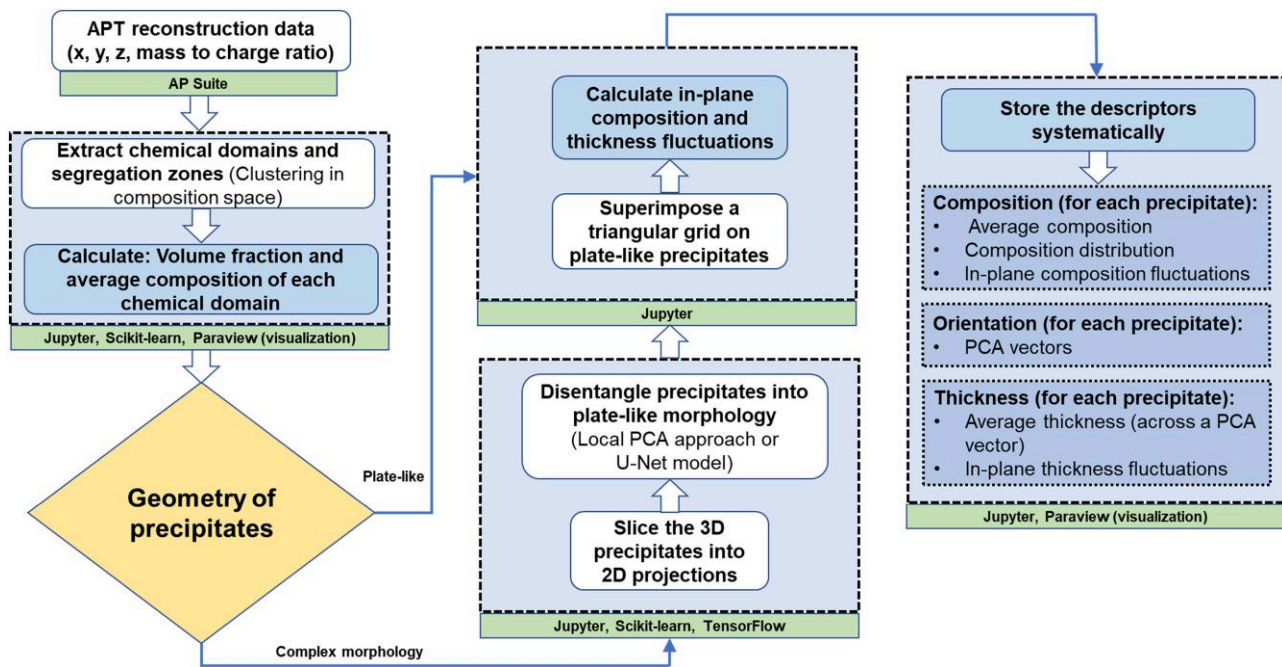 APT reconstruction data
(x, y, z, mass to charge ratio)
AP Suite
Extract chemical domains and
segregation zones (Clustering in
composition space)
Calculate: Volume fraction and
average composition of each
chemical domain
Jupyter, Scikit-learn, Paraview (visualization)
Geometry of
precipitates
Plate-like
Complex morphology
Calculate in-plane
composition and
thickness fluctuations
Superimpose a
triangular grid on
plate-like precipitates
Jupyter
Disentangle precipitates into
plate-like morphology
(Local PCA approach or
U-Net model)
Slice the 3D
precipitates into
2D projections
Jupyter, Scikit-learn, TensorFlow
Store the descriptors
systematically
Composition (for each precipitate):
• Average composition
• Composition distribution
• In-plane composition fluctuations
Orientation (for each precipitate):
• PCA vectors
Thickness (for each precipitate):
• Average thickness (across a PCA
vector)
• In-plane thickness fluctuations
Jupyter, Paraview (visualization)